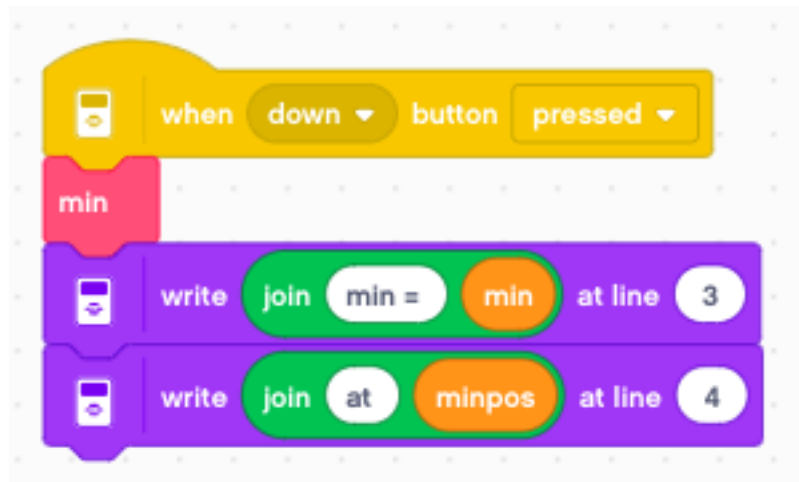 when down button pressed
min
write join min = min at line 3
write join at minpos at line 4